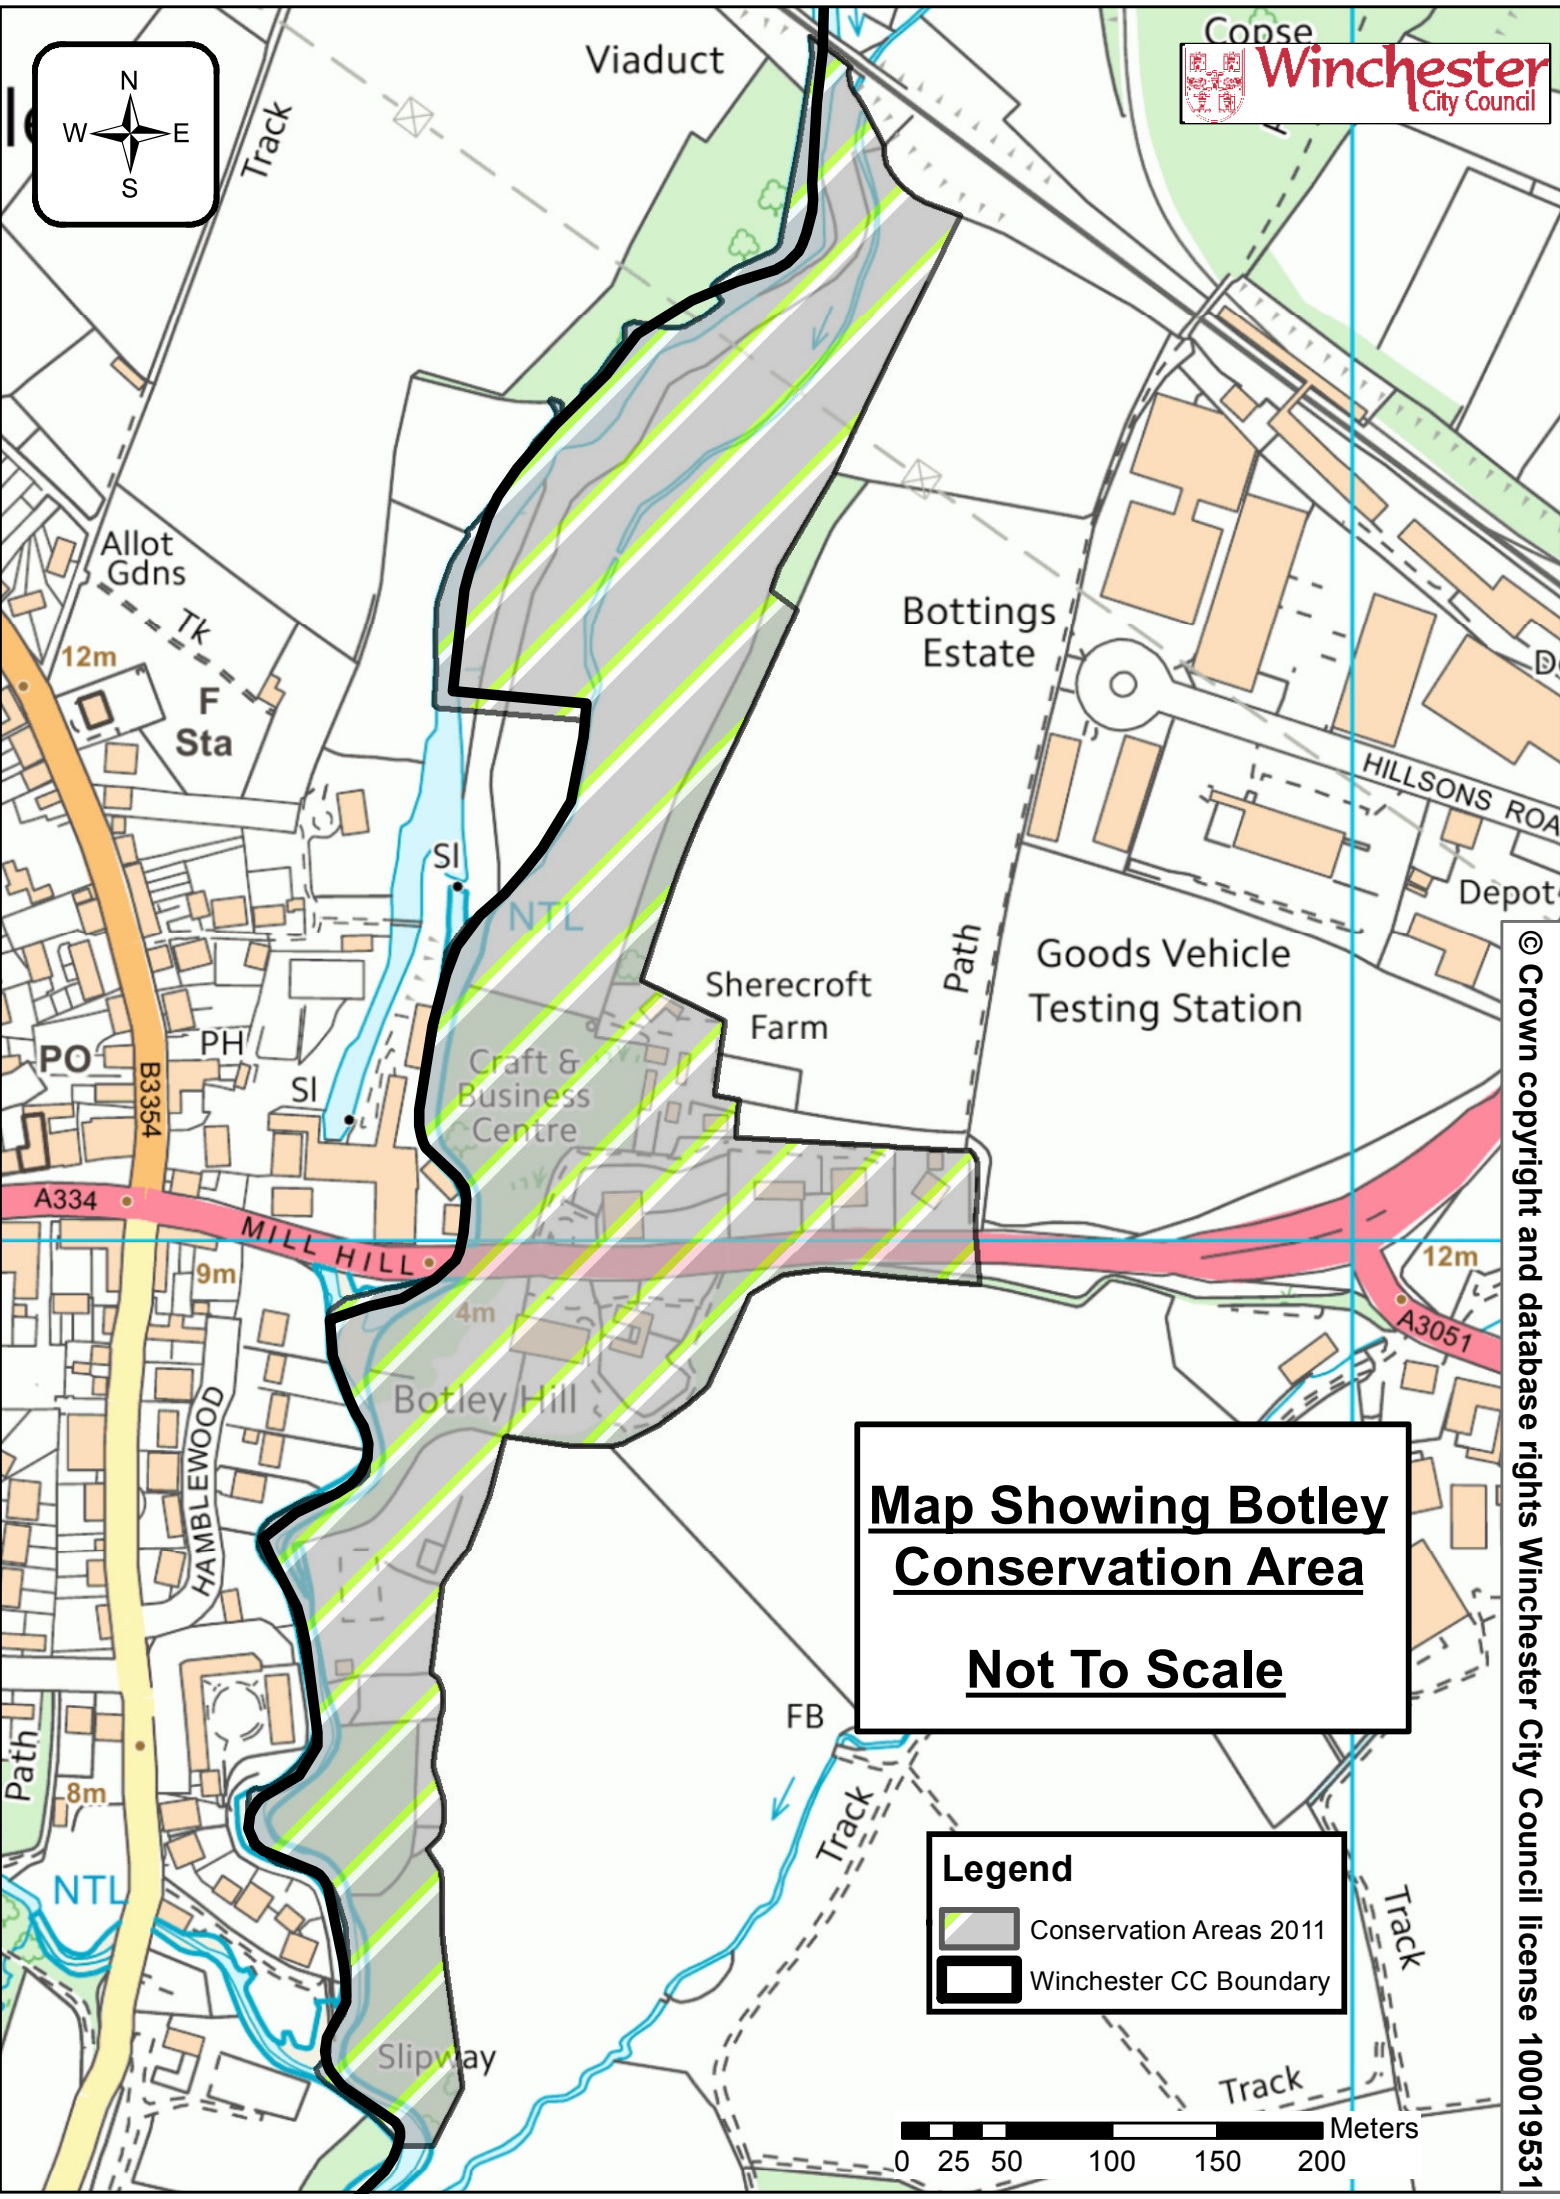 Copse
Winchester
City Council
N
W E
S
Viaduct
Track
Allot
Gdns
Tk
12m
F
Sta
Bottings
Estate
HILLSONS ROA
Depot
SI
NTL
Sherecroft
Farm
Path
Goods Vehicle
Testing Station
PO
PH
B3354
SI
Craft &
Business
Centre
A334
MILL HILL
9m
4m
12m
A3051
Botley Hill
HAMBLEWOOD
Map Showing Botley
Conservation Area
Not To Scale
FB
Path
8m
Track
NTL
Legend
Conservation Areas 2011
Winchester CC Boundary
Track
Slipway
Track
Meters
0 25 50 100 150 200
© Crown copyright and database rights Winchester City Council license 100019531